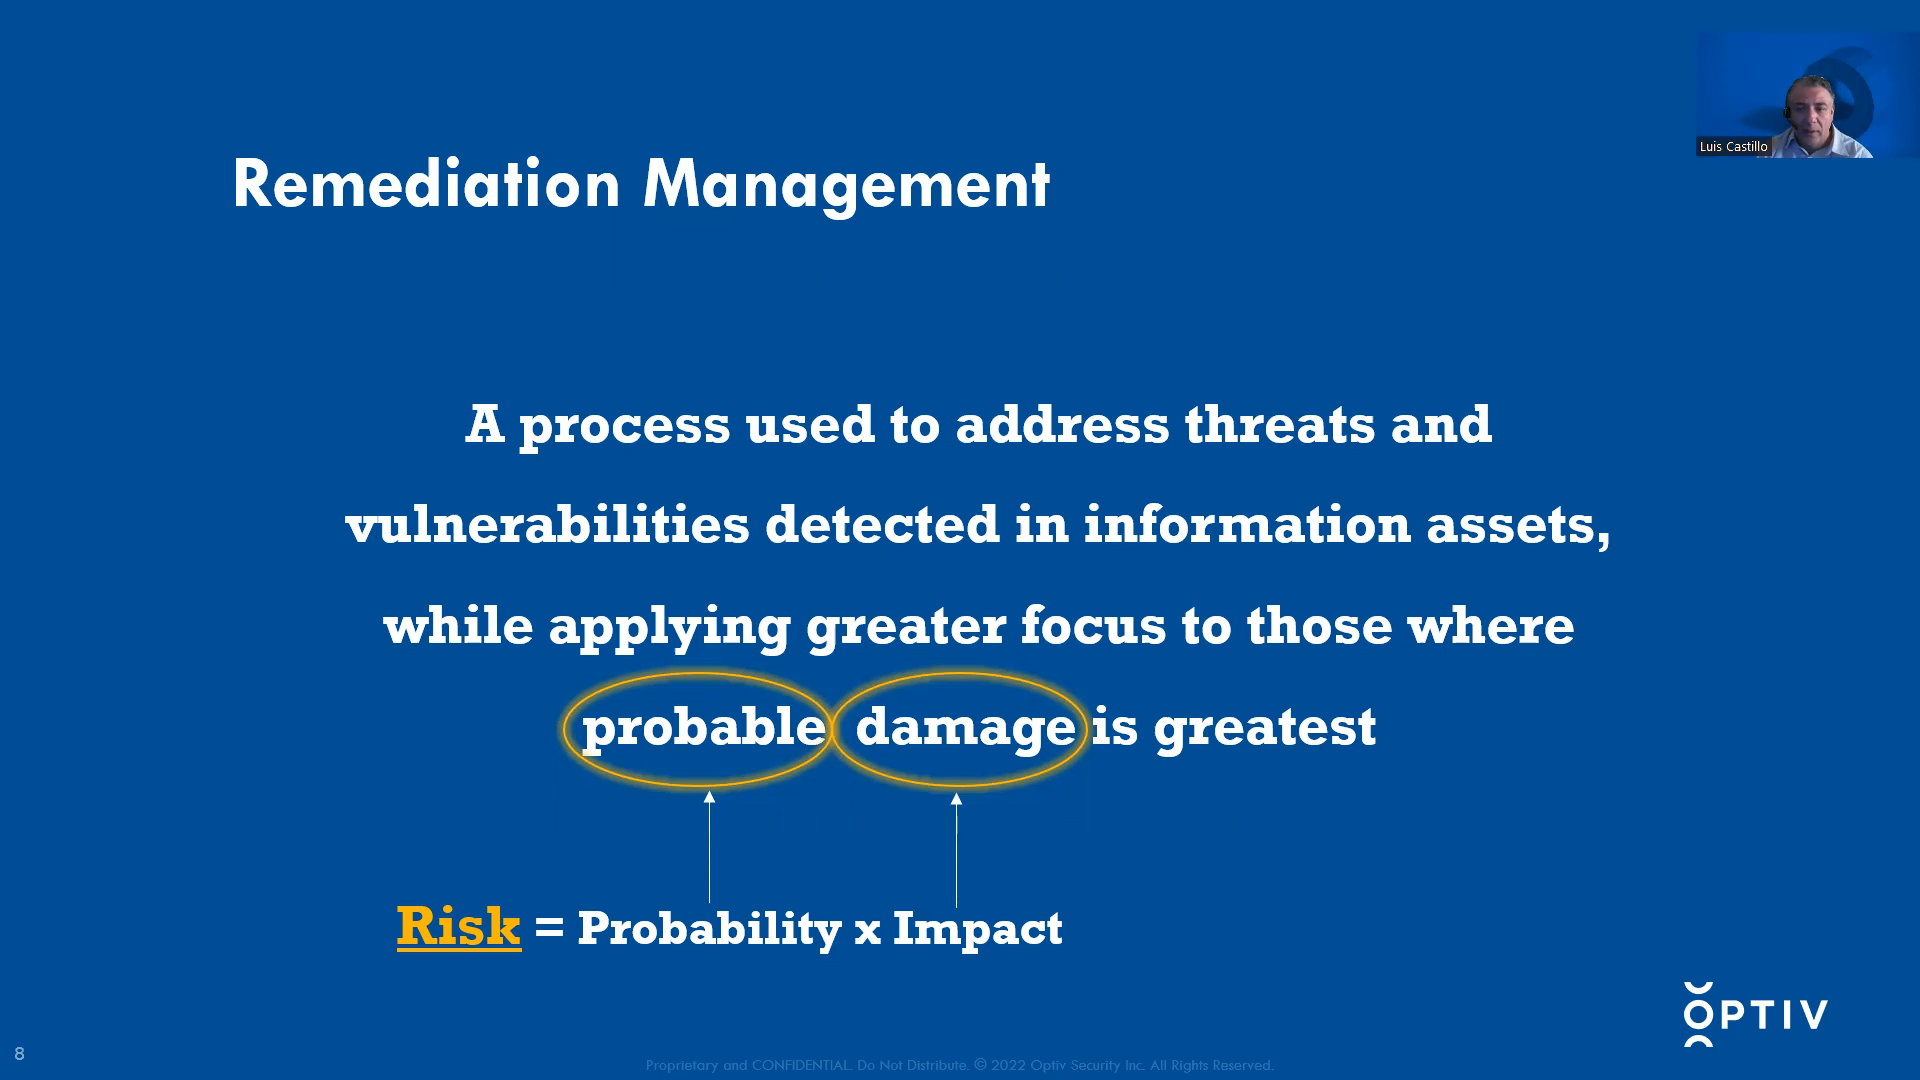 Luis Castillo
Remediation Management
A process used to address threats and
vulnerabilities detected in information assets,
while applying greater focus to those where
probable damage is greatest
Risk = Probability x Impact
OPTIV
8
Proprietary and CONFIDENTIAL. Do Not Distribute. © 2022 Optiv Security Inc. All Rights Reserved.